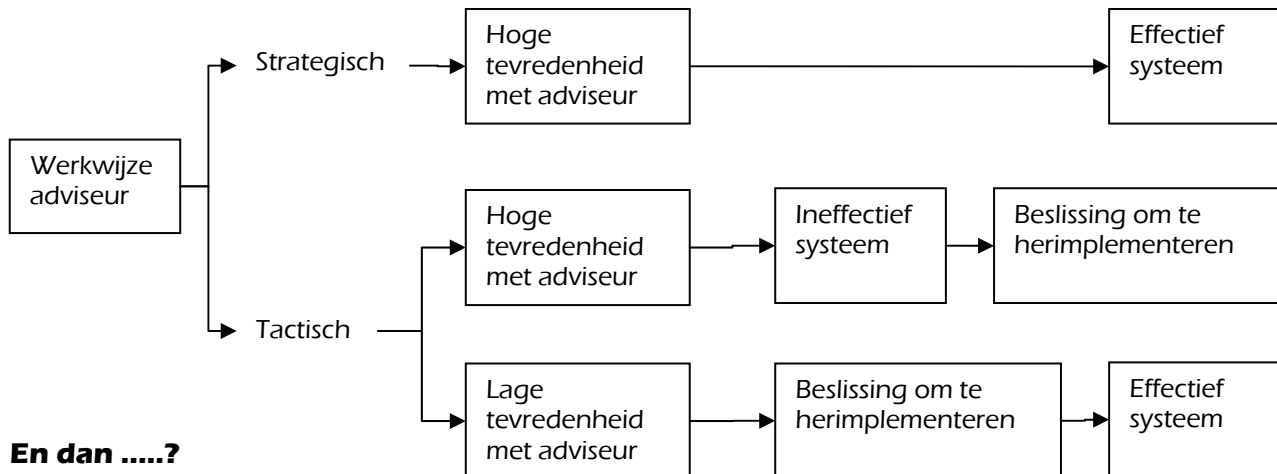 Strategisch
Hoge
tevredenheid
met adviseur
Effectief
systeem
Werkwijze
adviseur
Hoge
tevredenheid
met adviseur
Ineffectief
systeem
Beslissing om te
herimplementeren
Tactisch
Lage
tevredenheid
met adviseur
Beslissing om te
herimplementeren
Effectief
systeem
En dan .....?